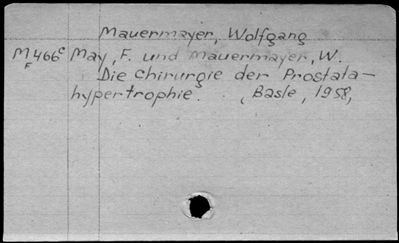 Mauermayer, Wolfgang
M466c May, F. und Mauermayer, W.
F
Die Chirurgie der Prostata-
hypertrophie. , Basle, 1958,